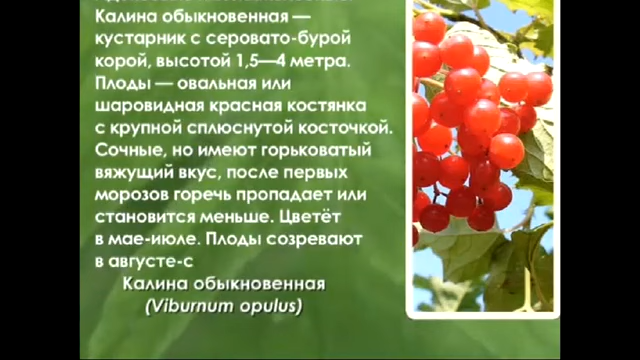 Калина обыкновенная —
кустарник с серовато-бурой
корой, высотой 1,5—4 метра.
Плоды — овальная или
шаровидная красная костянка
с крупной сплюснутой косточкой.
Сочные, но имеют горьковатый
вяжущий вкус, после первых
морозов горечь пропадает или
становится меньше. Цветёт
в мае-июле. Плоды созревают
в августе-с
Калина обыкновенная
(Viburnum opulus)